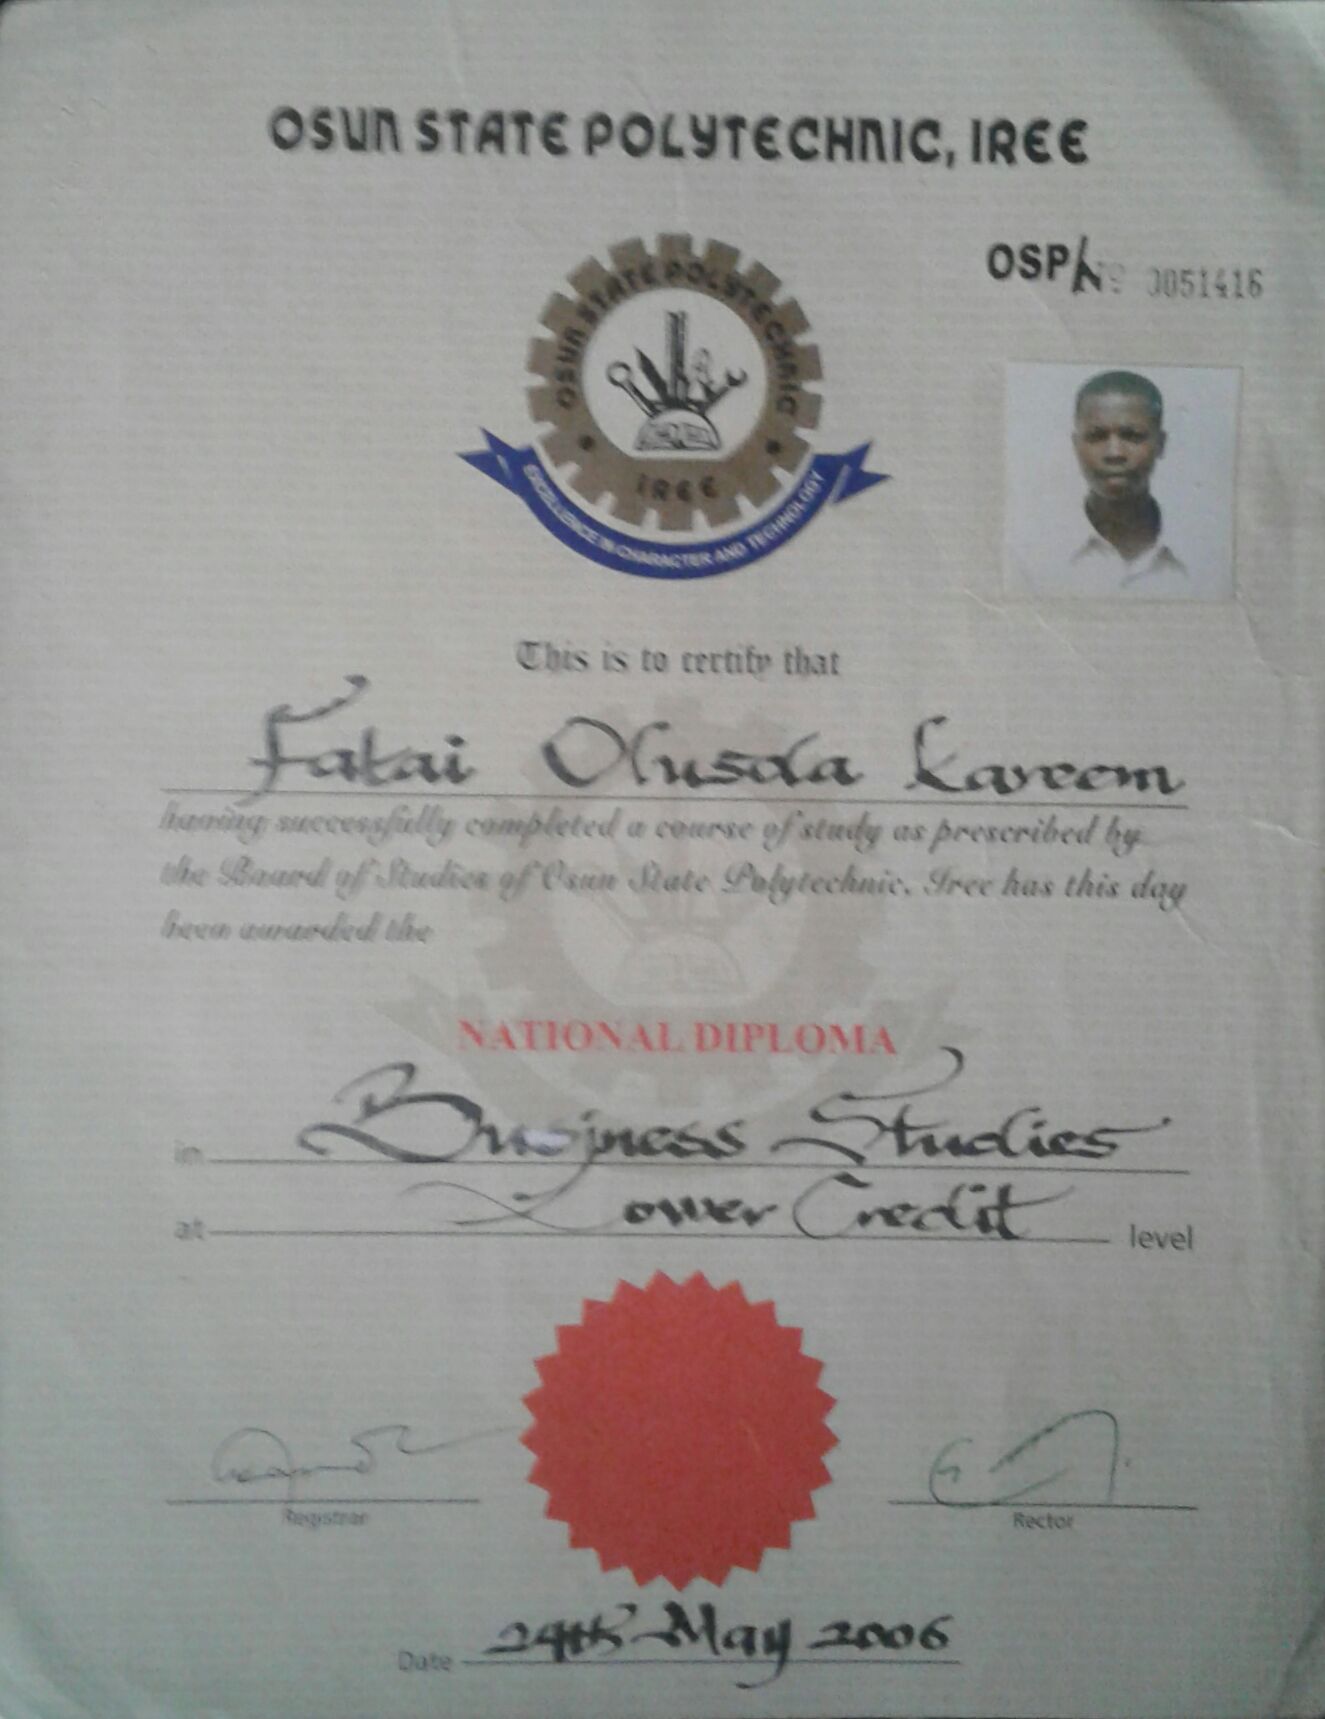 OSUN STATE POLYTECHNIC, IREE
OSP/ Nº 0051416
OSUN STATE POLYTECHNIC
IREE
EXCELLENCE IN CHARACTER AND TECHNOLOGY
This is to certify that
Fatai Olusola Kareem
having successfully completed a course of study as prescribed by
the Board of Studies of Osun State Polytechnic, Iree has this day
been awarded the
NATIONAL DIPLOMA
in Business Studies
at Lower Credit level
Registrar
Rector
Date 24th May 2006